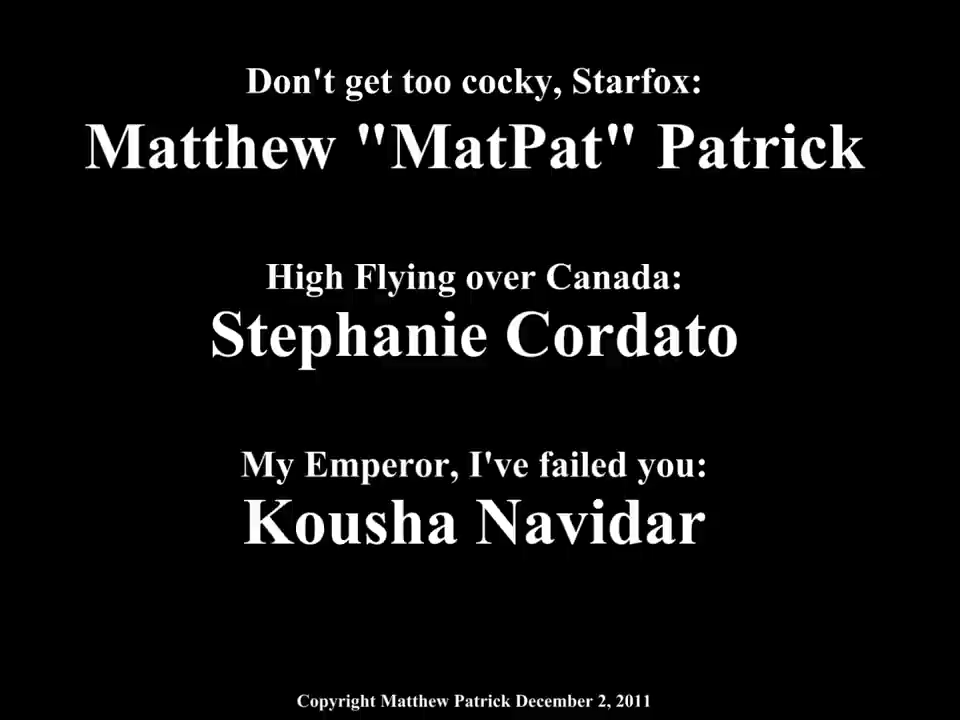 Don't get too cocky, Starfox:
Matthew "MatPat" Patrick
High Flying over Canada:
Stephanie Cordato
My Emperor, I've failed you:
Kousha Navidar
Copyright Matthew Patrick December 2, 2011